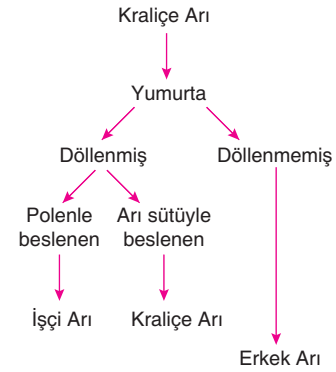 Kraliçe Arı
Yumurta
Döllenmiş
Döllenmemiş
Polenle
beslenen
Arı sütüyle
beslenen
İşçi Arı
Kraliçe Arı
Erkek Arı